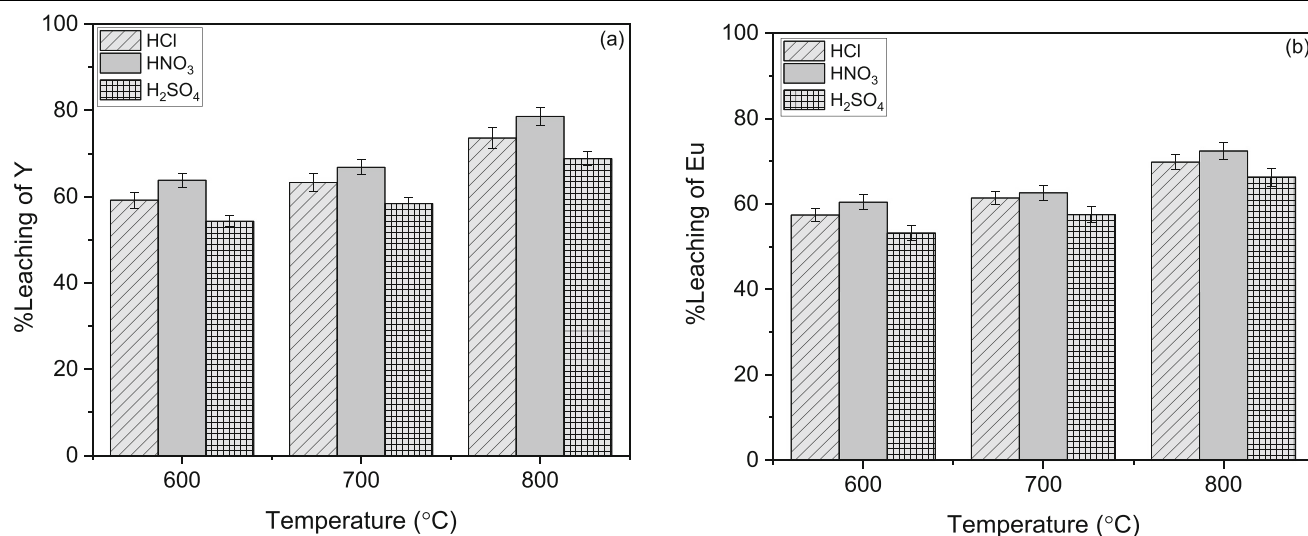 (a)
HCl
HNO3
H2SO4
100
80
60
40
20
0
%Leaching of Y
600 700 800
Temperature (°C)
(b)
HCl
HNO3
H2SO4
100
80
60
40
20
0
%Leaching of Eu
600 700 800
Temperature (°C)